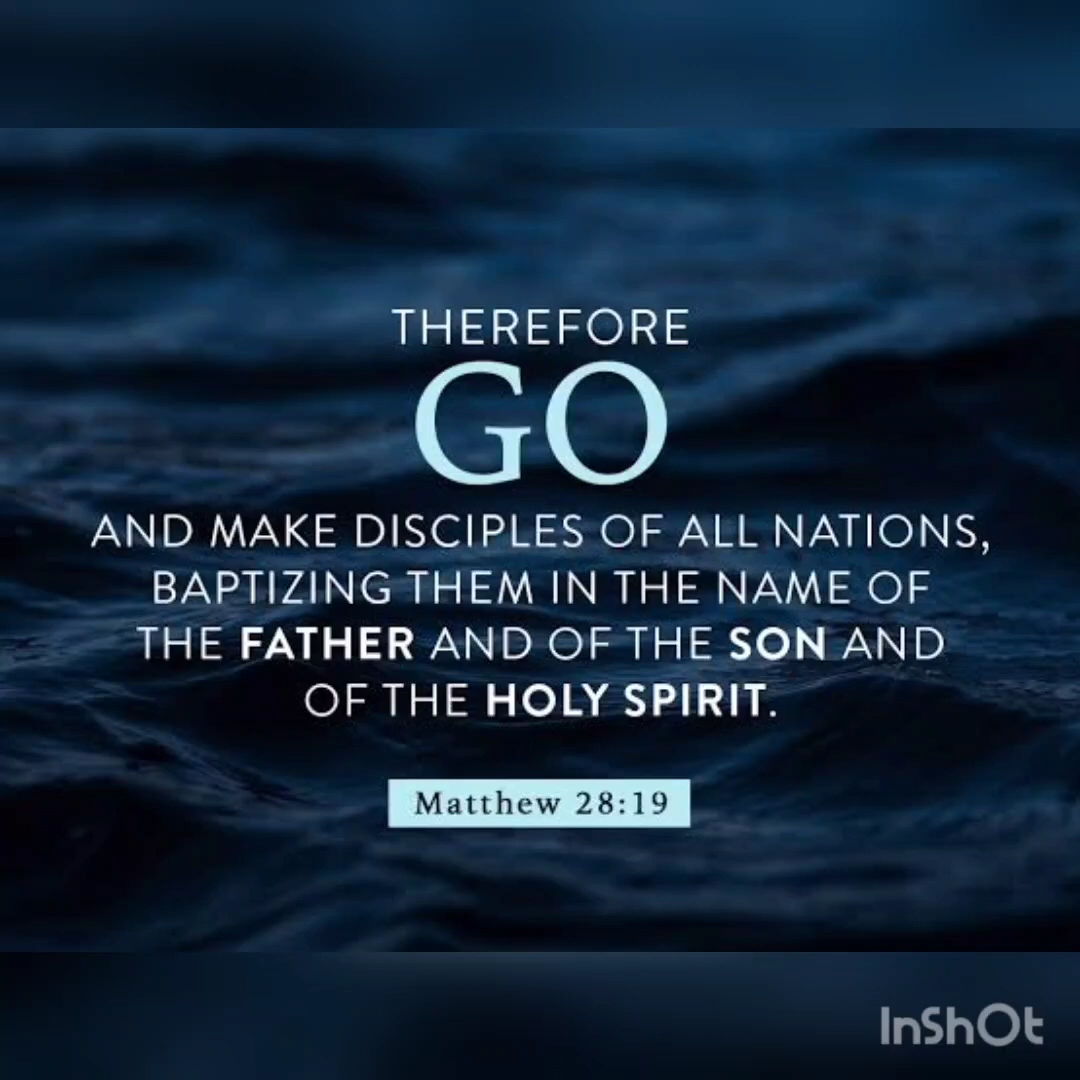 THEREFORE
GO
AND MAKE DISCIPLES OF ALL NATIONS,
BAPTIZING THEM IN THE NAME OF
THE FATHER AND OF THE SON AND
OF THE HOLY SPIRIT.
Matthew 28:19
InShOt